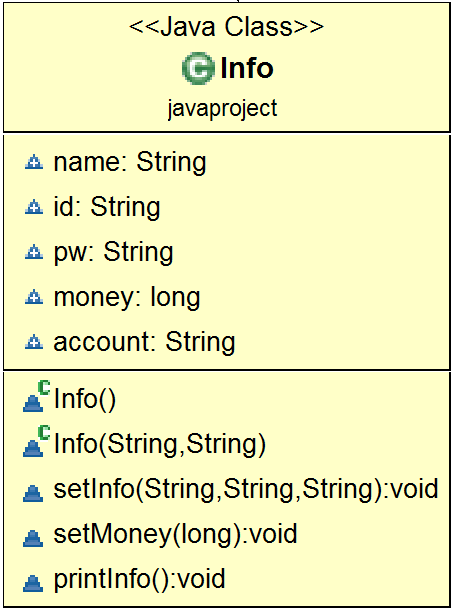 <<Java Class>>
C Info
javaproject
name: String
id: String
pw: String
money: long
account: String
C Info()
C Info(String,String)
setInfo(String,String,String):void
setMoney(long):void
printInfo():void